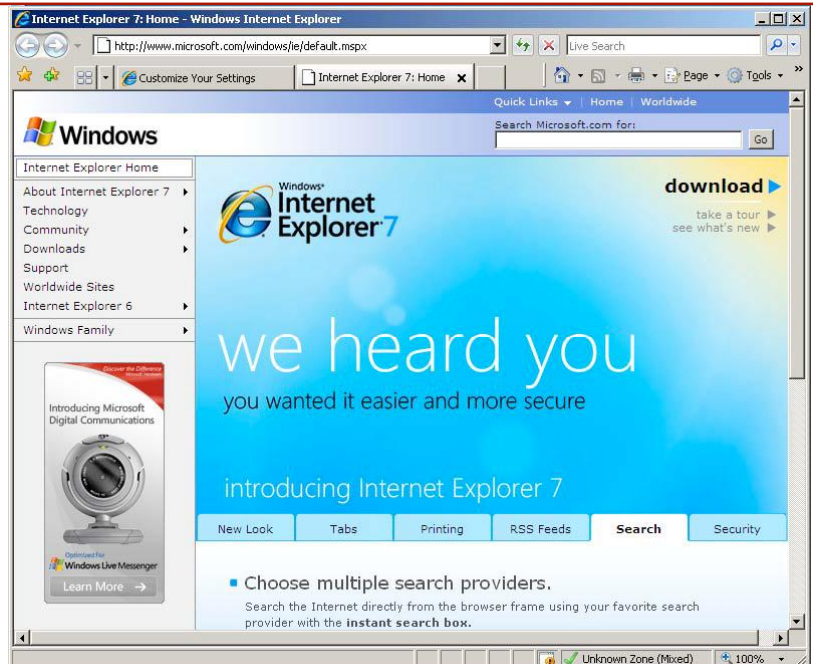 Internet Explorer 7: Home - Windows Internet Explorer
http://www.microsoft.com/windows/ie/default.mspx
Live Search
Customize Your Settings
Internet Explorer 7: Home
Page
Tools
Quick Links | Home | Worldwide
Windows
Search Microsoft.com for:
Go
Internet Explorer Home
About Internet Explorer 7
Technology
Community
Downloads
Support
Worldwide Sites
Internet Explorer 6
Windows Family
Discover the Difference
Introducing Microsoft
Digital Communications
Optimized For
Windows Live Messenger
Learn More
Windows
Internet
Explorer 7
download
take a tour
see what's new
we heard you
you wanted it easier and more secure
introducing Internet Explorer 7
New Look
Tabs
Printing
RSS Feeds
Search
Security
Choose multiple search providers.
Search the Internet directly from the browser frame using your favorite search
provider with the instant search box.
Unknown Zone (Mixed)
100%